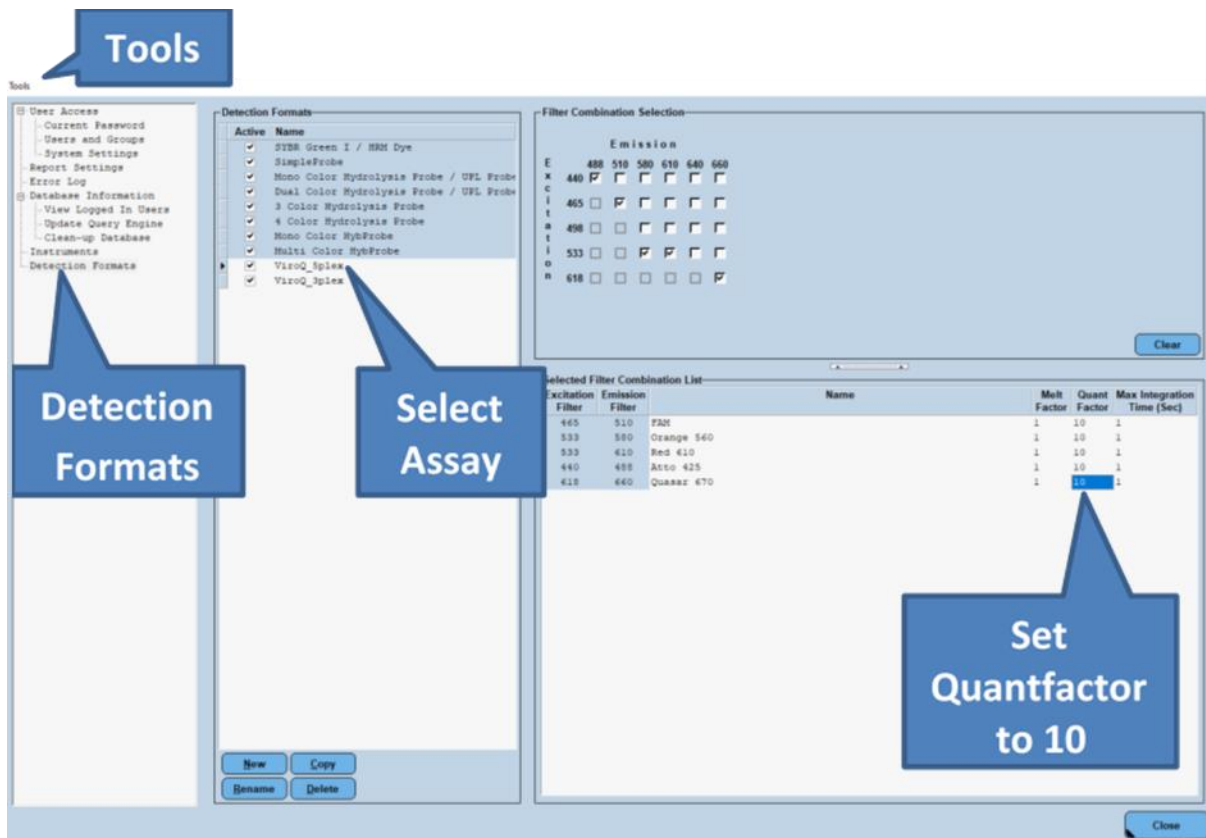 Tools
Tools
User Access
Current Password
Users and Groups
System Settings
Report Settings
Error Log
Database Information
View Logged In Users
Update Query Engine
Clean-up Database
Instruments
Detection Formats
Detection
Formats
Detection Formats
Active Name
SYBR Green I / HRM Dye
SimpleProbe
Mono Color Hydrolysis Probe / UPL Probe
Dual Color Hydrolysis Probe / UPL Probe
3 Color Hydrolysis Probe
4 Color Hydrolysis Probe
Mono Color HybProbe
Multi Color HybProbe
ViroQ_5plex
ViroQ_3plex
Select
Assay
New Copy
Rename Delete
Filter Combination Selection
Emission
Excitation
488 510 580 610 640 660
440
465
498
533
618
Clear
Selected Filter Combination List
Excitation Filter Emission Filter Name Melt Factor Quant Factor Max Integration Time (Sec)
465 510 FAM 1 10 1
533 580 Orange 560 1 10 1
533 610 Red 610 1 10 1
440 488 Atto 425 1 10 1
618 660 Quasar 670 1 10 1
Set
Quantfactor
to 10
Close